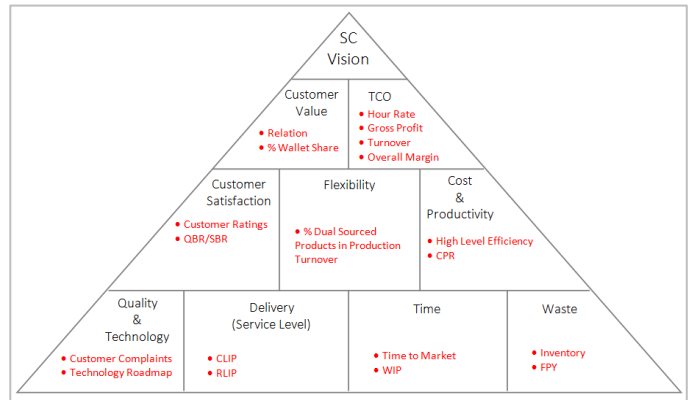 SC
Vision
Customer
Value
• Relation
• % Wallet Share
TCO
• Hour Rate
• Gross Profit
• Turnover
• Overall Margin
Customer
Satisfaction
• Customer Ratings
• QBR/SBR
Flexibility
• % Dual Sourced
Products in Production
Turnover
Cost
&
Productivity
• High Level Efficiency
• CPR
Quality
&
Technology
• Customer Complaints
• Technology Roadmap
Delivery
(Service Level)
• CLIP
• RLIP
Time
• Time to Market
• WIP
Waste
• Inventory
• FPY